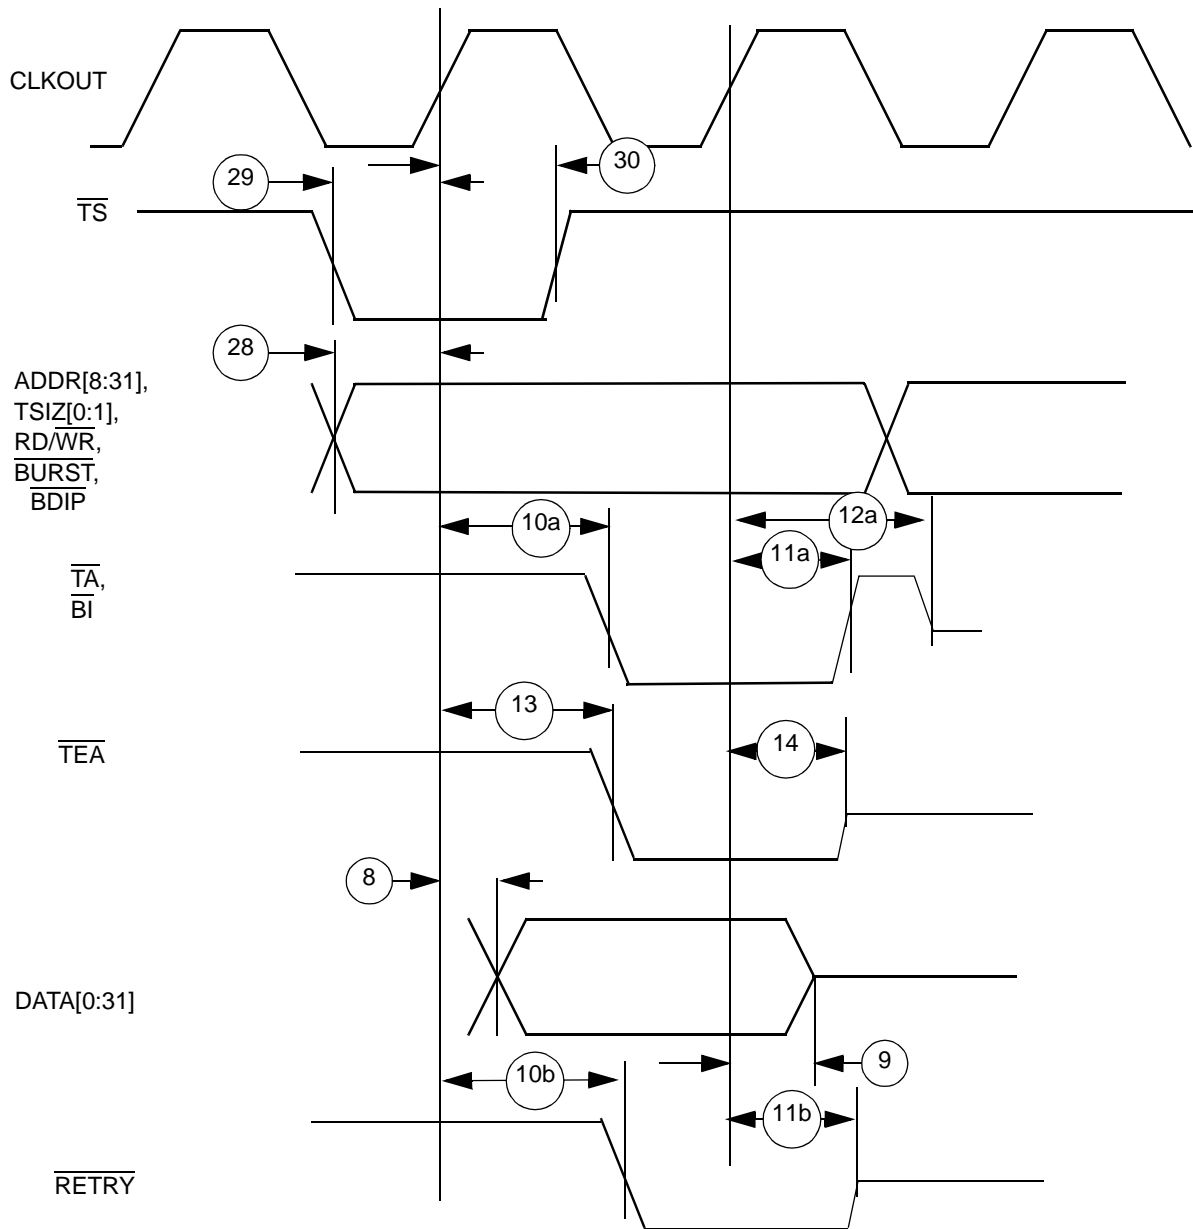 CLKOUT
29
30
TS
28
ADDR[8:31],
TSIZ[0:1],
RD/WR,
BURST,
BDIP
10a
12a
11a
TA,
BI
13
14
TEA
8
DATA[0:31]
9
10b
11b
RETRY